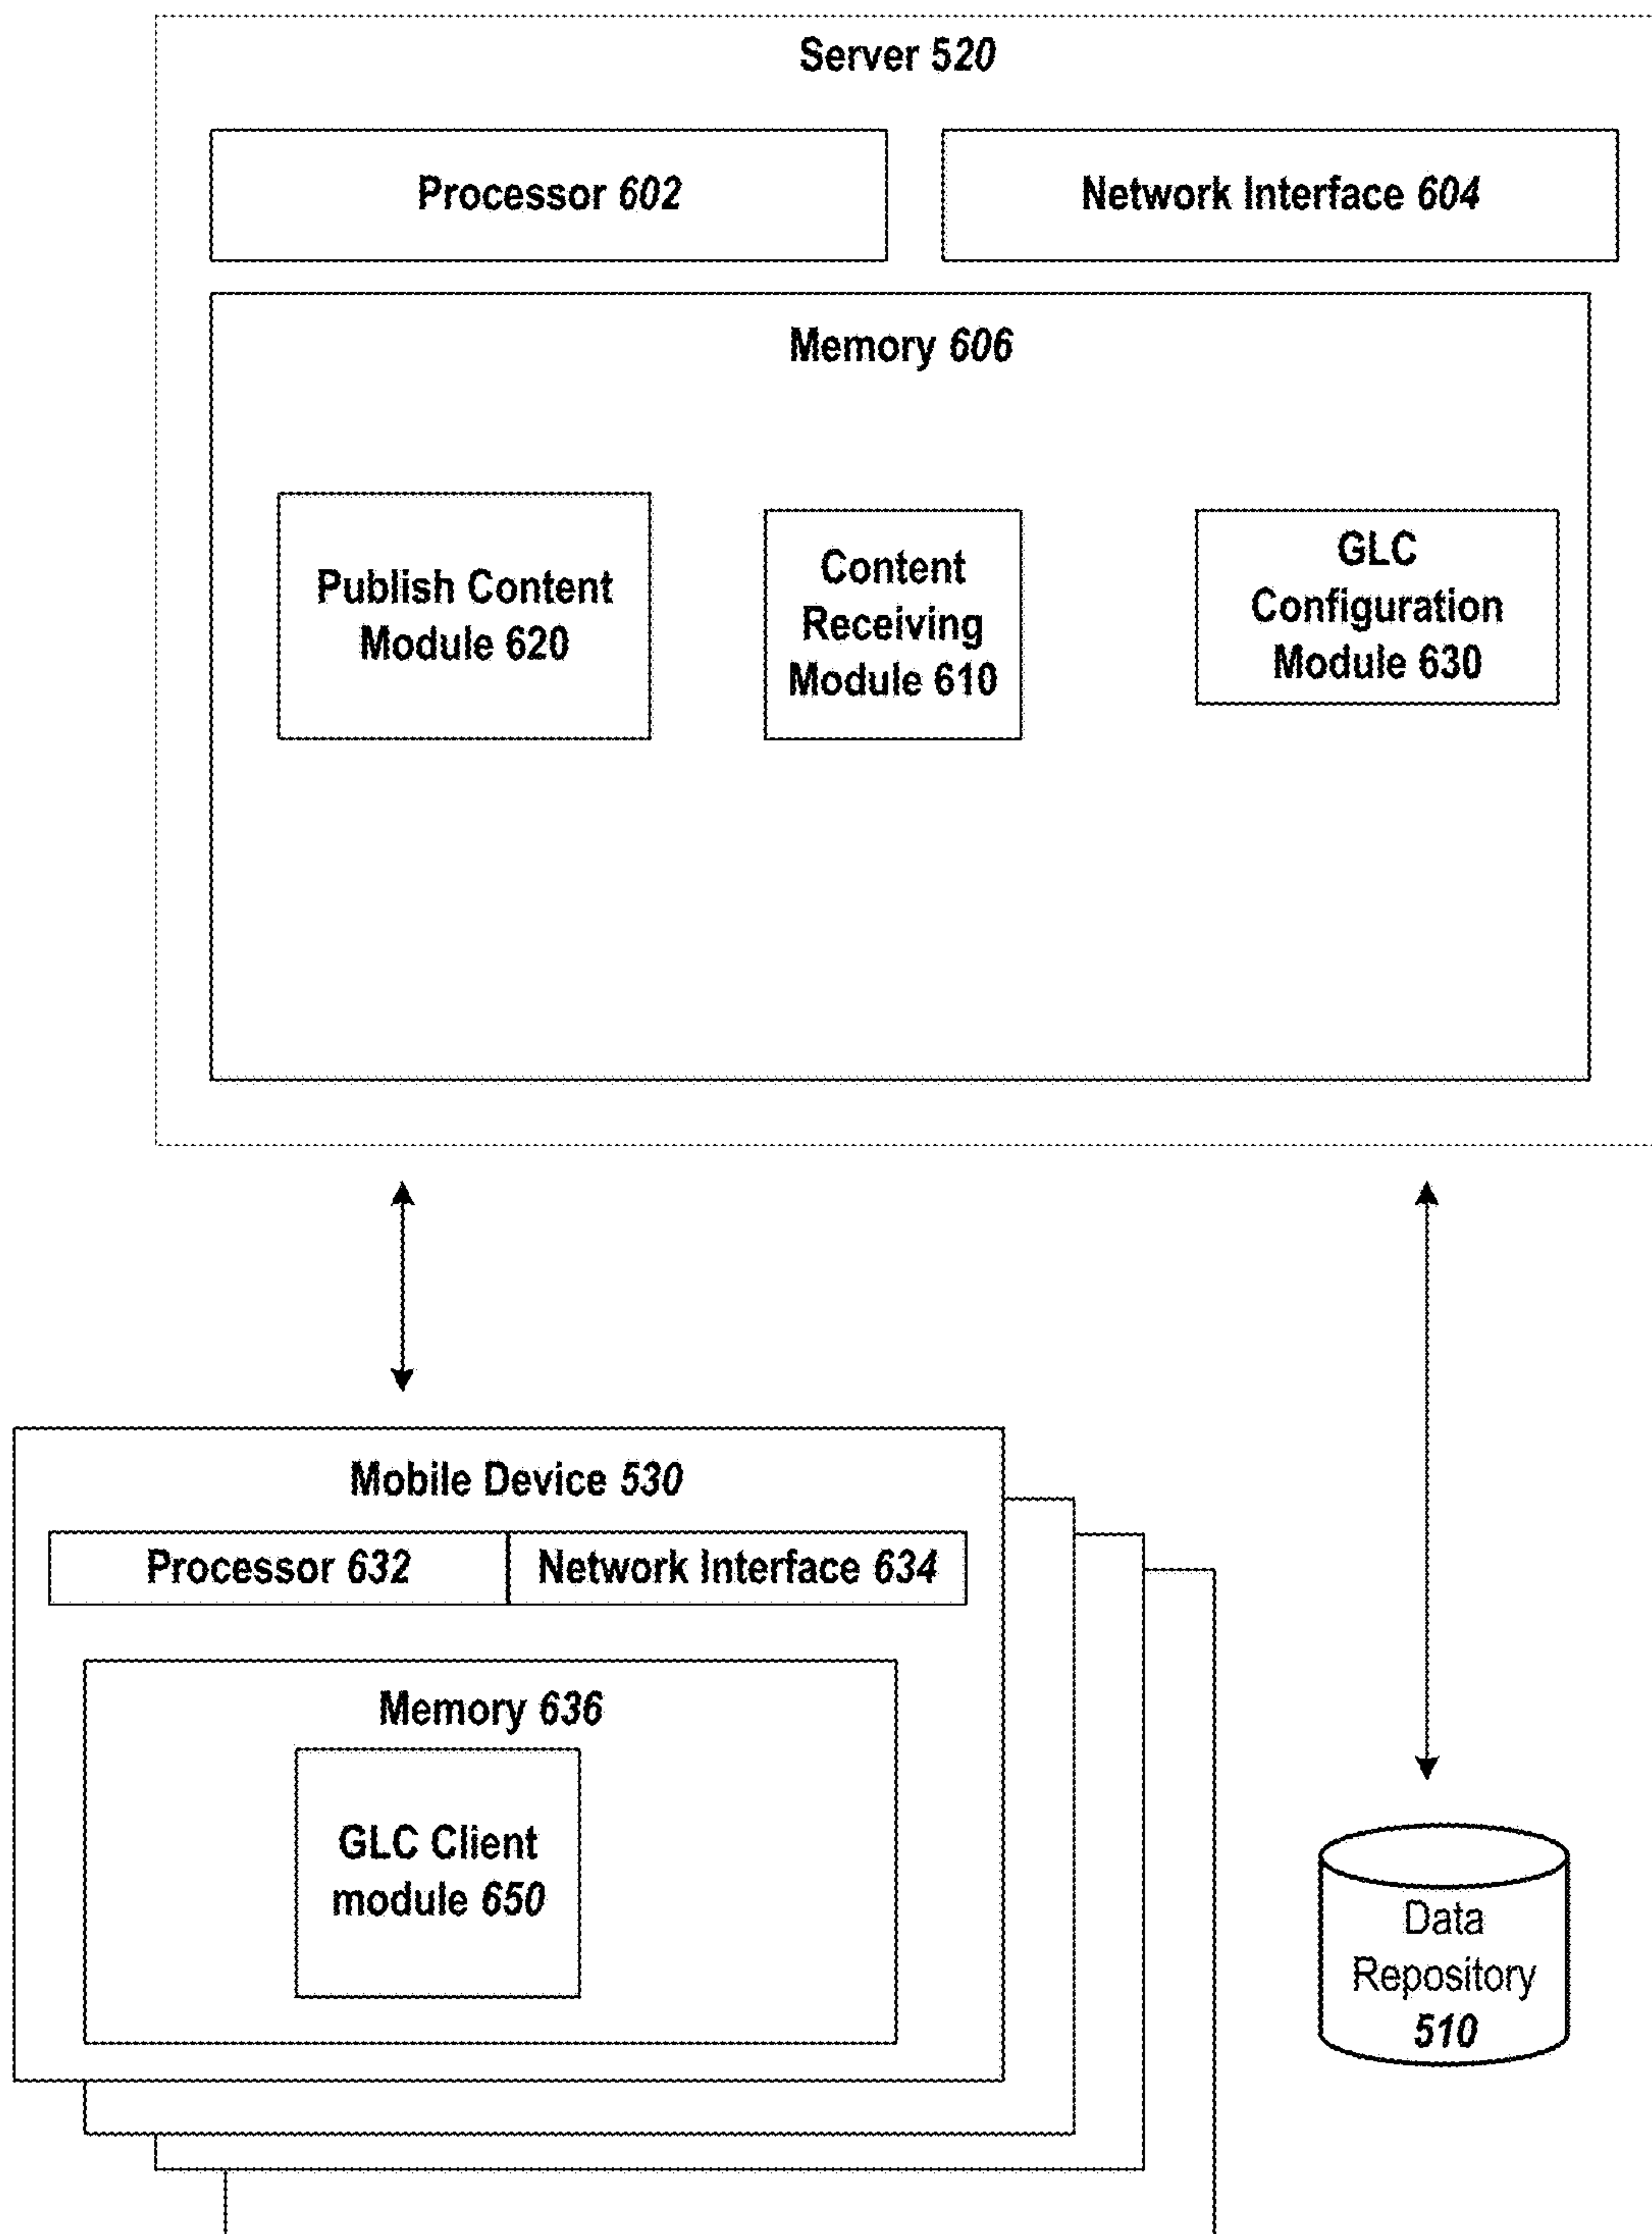 Server 520
Processor 602
Network Interface 604
Memory 606
Publish Content
Module 620
Content
Receiving
Module 610
GLC
Configuration
Module 630
Mobile Device 530
Processor 632
Network Interface 634
Memory 636
GLC Client
module 650
Data
Repository
510